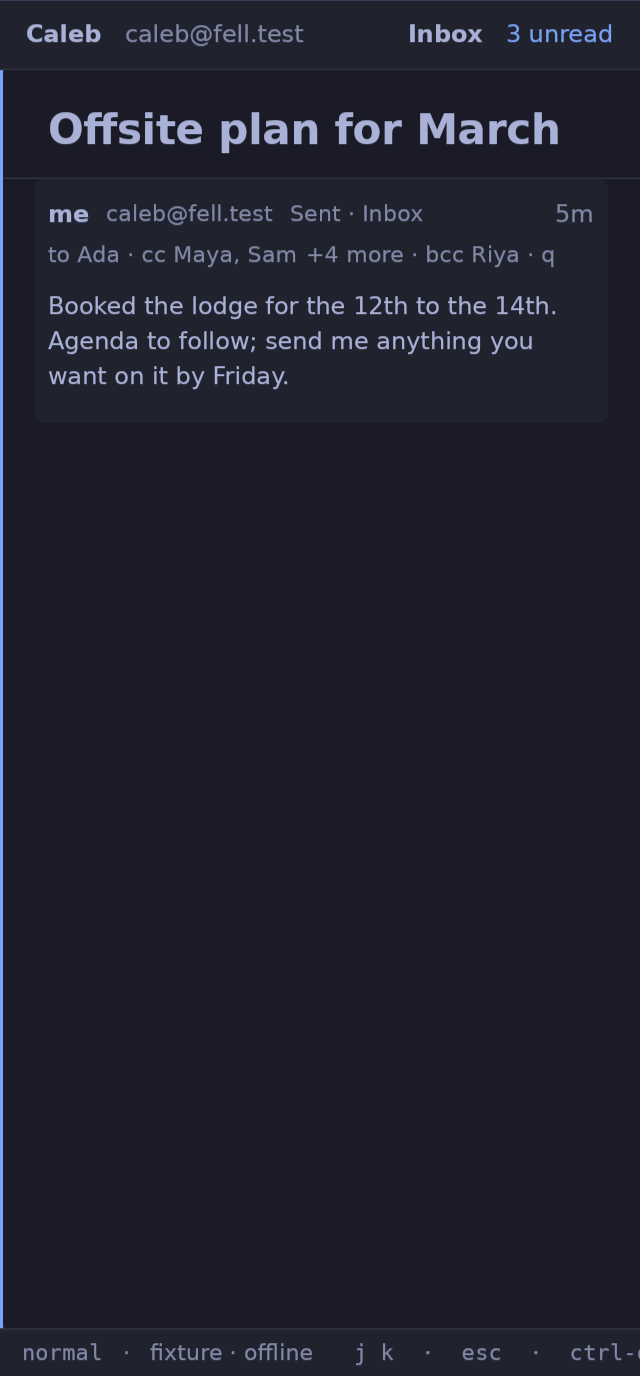 Caleb caleb@fell.test Inbox 3 unread
Offsite plan for March
me caleb@fell.test Sent · Inbox 5m
to Ada · cc Maya, Sam +4 more · bcc Riya · q
Booked the lodge for the 12th to the 14th.
Agenda to follow; send me anything you
want on it by Friday.
normal · fixture · offline j k · esc · ctrl-